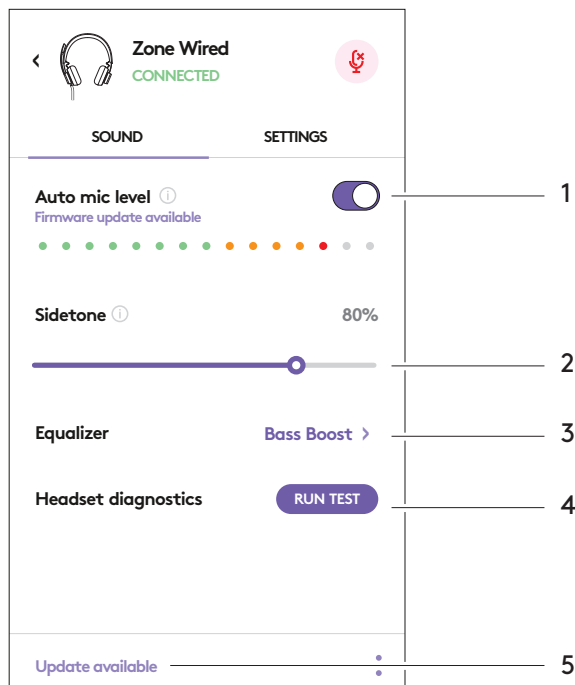 Zone Wired
CONNECTED
SOUND SETTINGS
Auto mic level
1
Firmware update available
Sidetone 80%
2
Equalizer Bass Boost > 3
Headset diagnostics RUN TEST 4
Update available 5